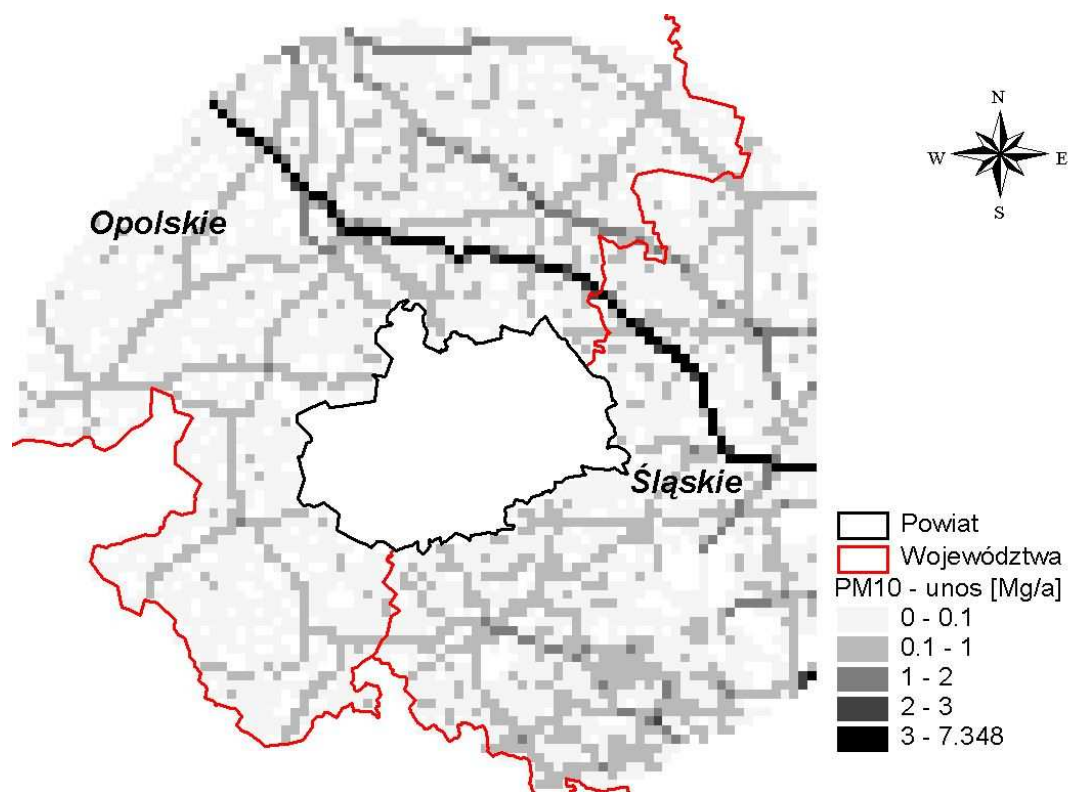 N
W E
S
Opolskie
Śląskie
Powiat
Województwa
PM10 - unos [Mg/a]
0 - 0.1
0.1 - 1
1 - 2
2 - 3
3 - 7.348